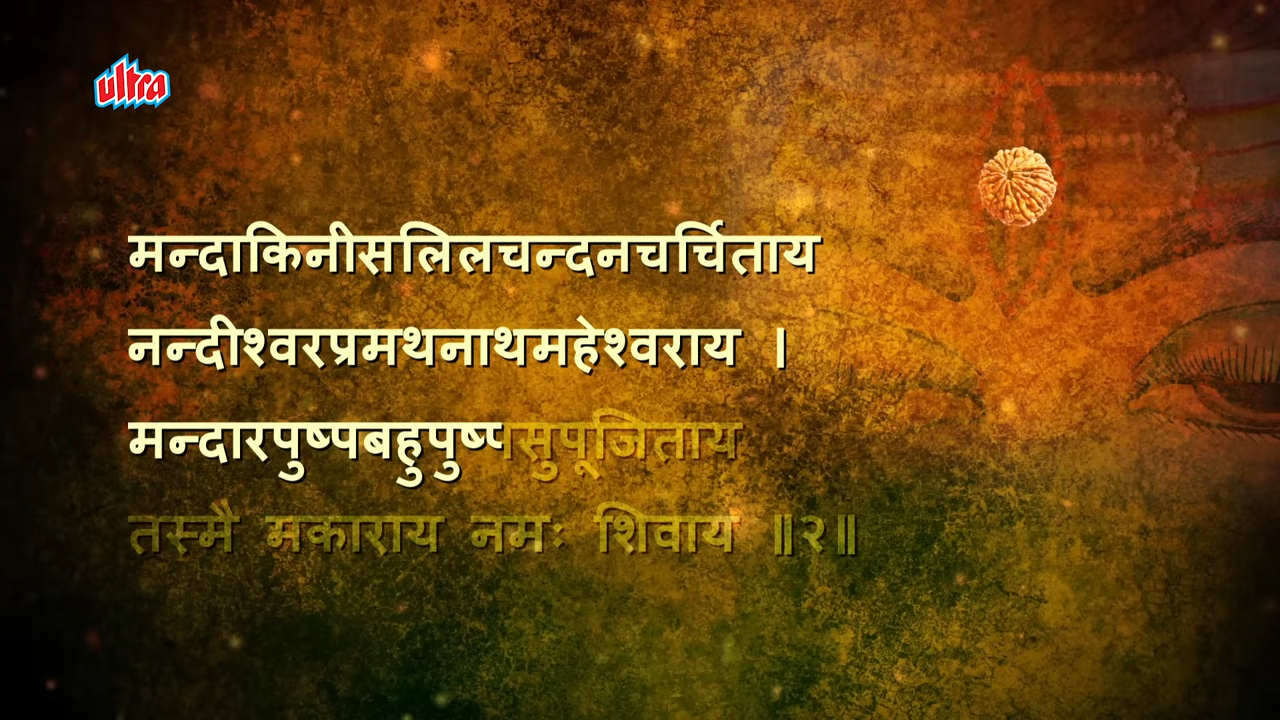 ultra
मन्दाकिनीसलिलचन्दनचर्चिताय
नन्दीश्वरप्रमथनाथमहेश्वराय ।
मन्दारपुष्पबहुपुष्पसुपूजिताय
तस्मै मकाराय नमः शिवाय ॥२॥